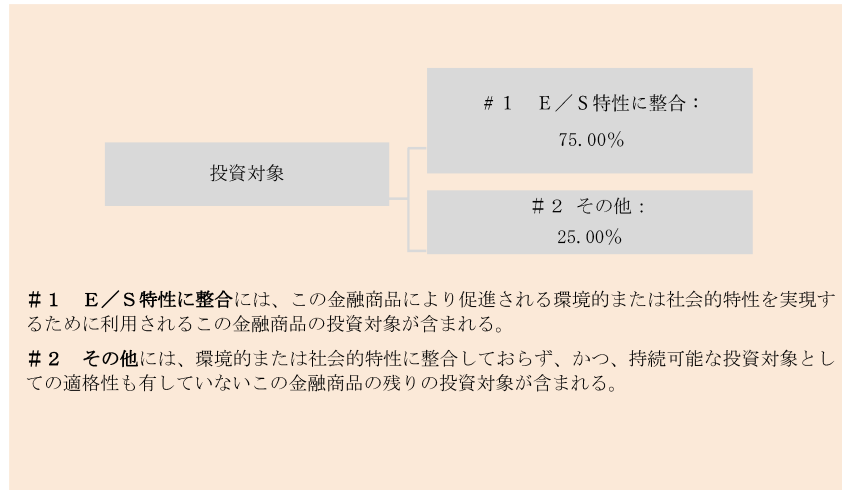 ＃１　Ｅ／Ｓ特性に整合：
75.00％
投資対象
＃２ その他：
25.00％
＃１　Ｅ／Ｓ特性に整合には、この金融商品により促進される環境的または社会的特性を実現す
るために利用されるこの金融商品の投資対象が含まれる。
＃２　その他には、環境的または社会的特性に整合しておらず、かつ、持続可能な投資対象とし
ての適格性も有していないこの金融商品の残りの投資対象が含まれる。